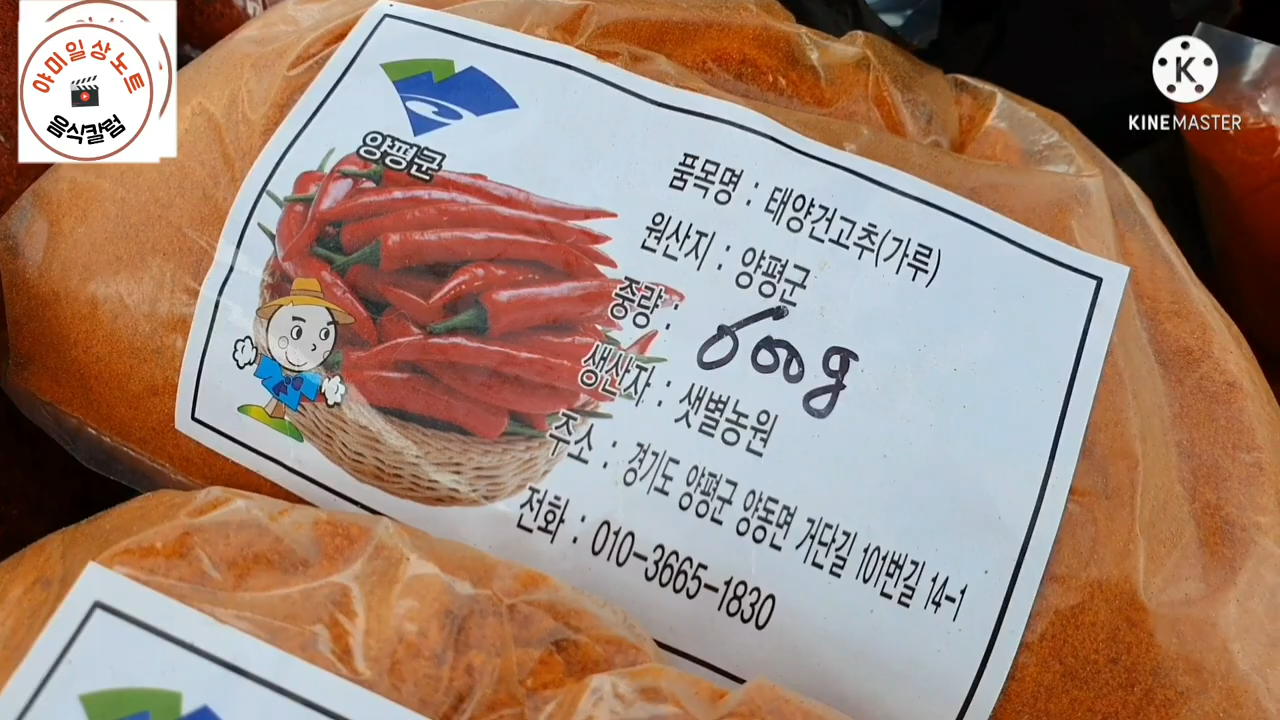 야미일상노트
음식칼럼
KINEMASTER
양평군
품목명 : 태양건고추(가루)
원산지 : 양평군
중량 : 600g
생산자 : 샛별농원
주소 : 경기도 양평군 양동면 거단길 101번길 14-1
전화 : 010-3665-1830